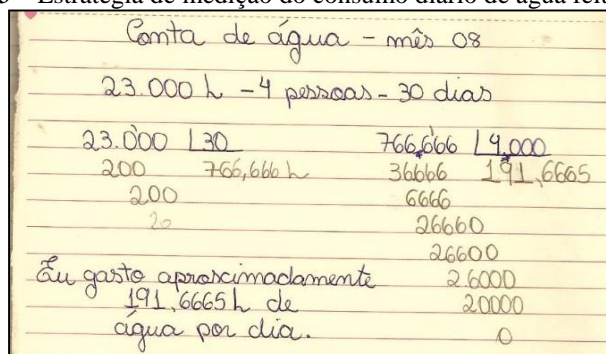 Estratégia de medição do consumo diário de água
Conta de água - mês 08
23.000 L - 4 pessoas - 30 dias
23.000 |30
200 766,666 L
200
20
766,666 |4,000
36666 191,6665
6666
26660
26600
26000
20000
0
Eu gasto aproximadamente
191,6665 L de
água por dia.